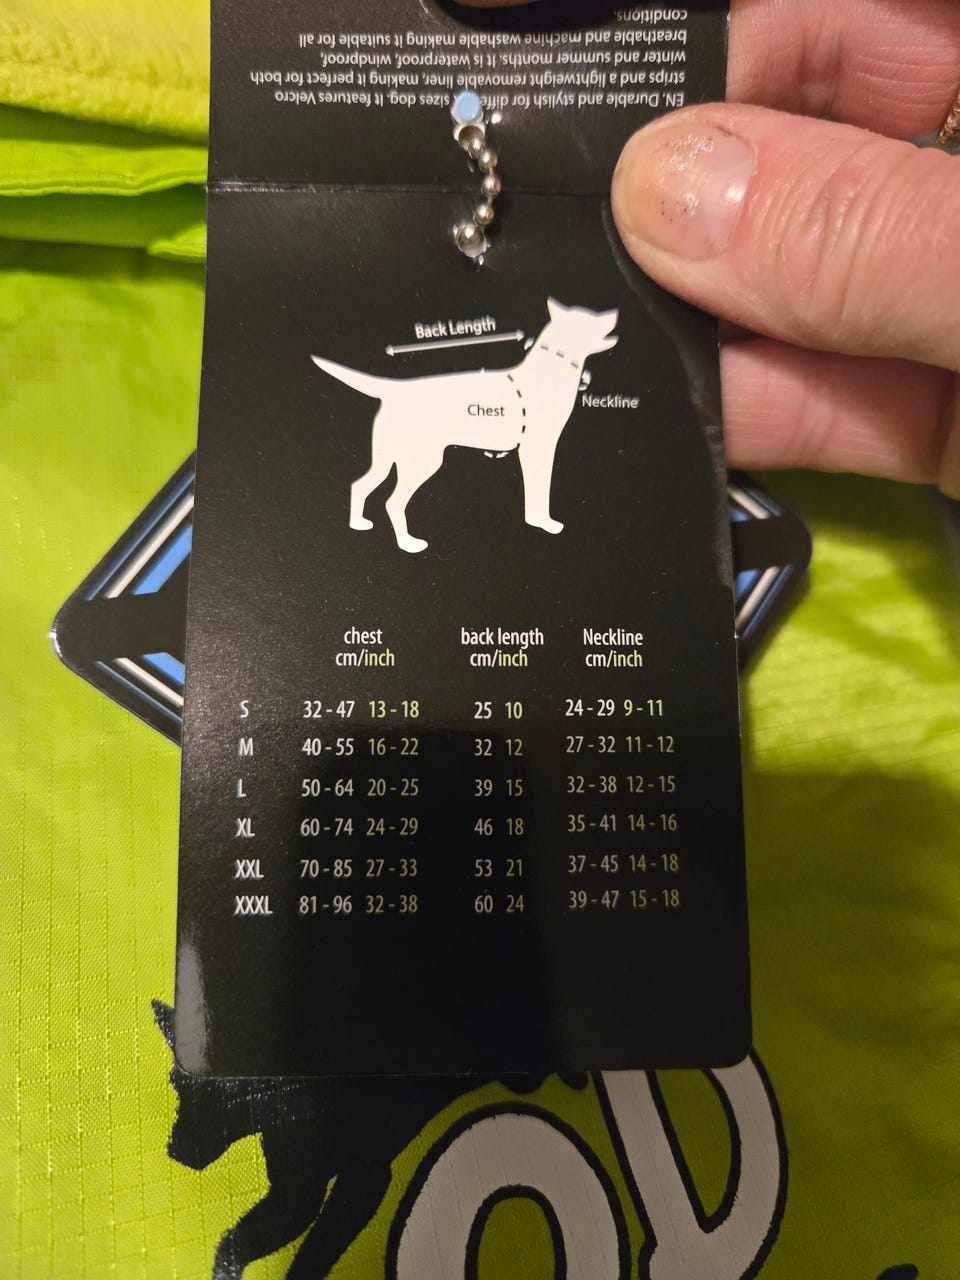 EN. Durable and stylish for different sizes dog. It features Velcro
strips and a lightweight removable liner, making it perfect for both
winter and summer months. It is waterproof, windproof,
breathable and machine washable making it suitable for all
conditions.
Back Length
Chest
Neckline
chest back length Neckline
cm/inch cm/inch cm/inch
S 32 - 47 13 - 18 25 10 24 - 29 9 - 11
M 40 - 55 16 - 22 32 12 27 - 32 11 - 12
L 50 - 64 20 - 25 39 15 32 - 38 12 - 15
XL 60 - 74 24 - 29 46 18 35 - 41 14 - 16
XXL 70 - 85 27 - 33 53 21 37 - 45 14 - 18
XXXL 81 - 96 32 - 38 60 24 39 - 47 15 - 18